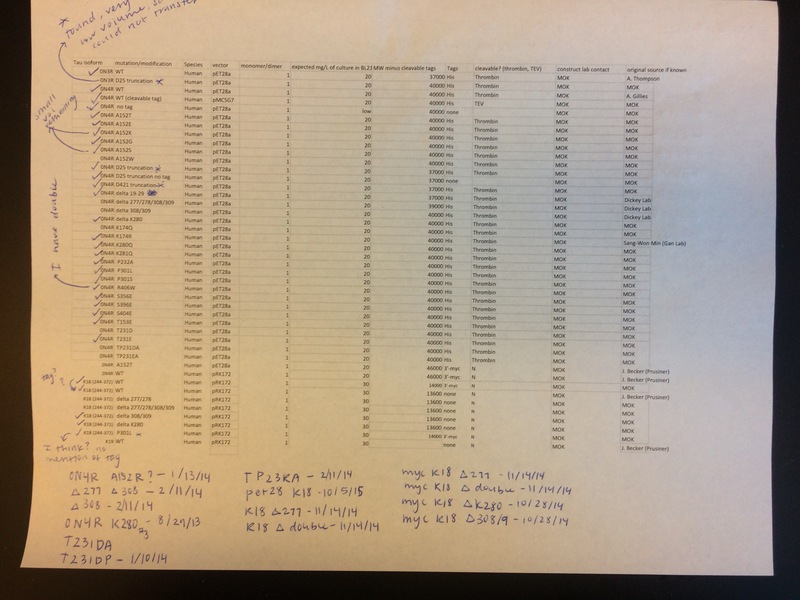 * found, very
low volume, so
could not transfer
Tau isoform mutation/modification Species vector monomer/dimer expected mg/L of culture in BL21 MW minus cleavable tags Tags cleavable? (thrombin, TEV) construct lab contact original source if known
0N3R WT Human pET28a 1 20 37000 His Thrombin MOK A. Thompson
0N3R D25 truncation Human pET28a 1 20 40000 His Thrombin MOK MOK
0N4R WT Human pET28a 1 20 40000 His Thrombin MOK A. Gillies
0N4R WT (cleavable tag) Human pMCSG7 1 20 40000 His TEV MOK MOK
0N4R no tag Human pET28a 1 low 40000 none MOK MOK
0N4R A152T Human pET28a 1 20 40000 His Thrombin MOK MOK
0N4R A152E Human pET28a 1 20 40000 His Thrombin MOK MOK
0N4R A152K Human pET28a 1 20 40000 His Thrombin MOK MOK
0N4R A152G Human pET28a 1 20 40000 His Thrombin MOK MOK
0N4R A152S Human pET28a 1 20 40000 His Thrombin MOK MOK
0N4R A152W Human pET28a 1 20 40000 His Thrombin MOK MOK
0N4R D25 truncation Human pET28a 1 20 37000 His Thrombin MOK MOK
0N4R D25 truncation no tag Human pET28a 1 20 37000 none MOK MOK
0N4R D421 truncation Human pET28a 1 20 37000 His Thrombin MOK MOK
0N4R delta 19-29 Human pET28a 1 20 39000 His Thrombin MOK Dickey Lab
0N4R delta 277/278/308/309 Human pET28a 1 20 40000 His Thrombin MOK Dickey Lab
0N4R delta 308/309 Human pET28a 1 20 40000 His Thrombin MOK Dickey Lab
0N4R delta K280 Human pET28a 1 20 40000 His Thrombin MOK MOK
0N4R K174Q Human pET28a 1 20 40000 His Thrombin MOK MOK
0N4R K174R Human pET28a 1 20 40000 His Thrombin MOK Sang-Won Min (Gan Lab)
0N4R K280Q Human pET28a 1 20 40000 His Thrombin MOK MOK
0N4R K281Q Human pET28a 1 20 40000 His Thrombin MOK MOK
0N4R P232A Human pET28a 1 20 40000 His Thrombin MOK MOK
0N4R P301L Human pET28a 1 20 40000 His Thrombin MOK MOK
0N4R P301S Human pET28a 1 20 40000 His Thrombin MOK MOK
0N4R R406W Human pET28a 1 20 40000 His Thrombin MOK MOK
0N4R S356E Human pET28a 1 20 40000 His Thrombin MOK MOK
0N4R S396E Human pET28a 1 20 40000 His Thrombin MOK MOK
0N4R S404E Human pET28a 1 20 40000 His Thrombin MOK MOK
0N4R T153E Human pET28a 1 20 40000 His Thrombin MOK MOK
0N4R T231D Human pET28a 1 20 40000 His Thrombin MOK MOK
0N4R T231E Human pET28a 1 20 40000 His Thrombin MOK MOK
0N4R TP231DA Human pET28a 1 20 40000 His Thrombin MOK MOK
0N4R TP231EA Human pET28a 1 20 40000 His Thrombin MOK MOK
0N4R A152T Human pET28a 1 20 46000 3'-myc N MOK J. Becker (Prusiner)
K18 (244-372) WT Human pRK172 1 20 46000 3'-myc N MOK J. Becker (Prusiner)
K18 (244-372) WT Human pRK172 1 30 14600 3'-myc N MOK MOK
K18 (244-372) delta 277/278 Human pRK172 1 30 13600 none N MOK J. Becker (Prusiner)
K18 (244-372) delta 277/278/308/309 Human pRK172 1 30 13600 none N MOK MOK
K18 (244-372) delta 308/309 Human pRK172 1 30 13600 none N MOK MOK
K18 (244-372) delta K280 Human pRK172 1 30 13600 none N MOK MOK
K18 (244-372) P301L Human pRK172 1 30 14600 3'-myc N MOK MOK
K19 WT Human pRK172 1 30 none N MOK J. Becker (Prusiner)
small vol remaining
I have double
tag? ?
I think? no
mention of tag
ON4R A152R? - 1/13/14
Δ277 Δ308 - 2/11/14
Δ308 - 2/11/14
ON4R K280 - 8/29/13
T231DA
T231DP - 1/10/14
TP23KA - 2/11/14
per28 K18 - 10/5/15
K18 Δ277 - 11/14/14
K18 Δ double - 11/14/14
myc K18 Δ277 - 11/14/14
myc K18 Δ double - 11/14/14
myc K18 ΔK280 - 10/28/14
myc K18 Δ308/9 - 10/28/14